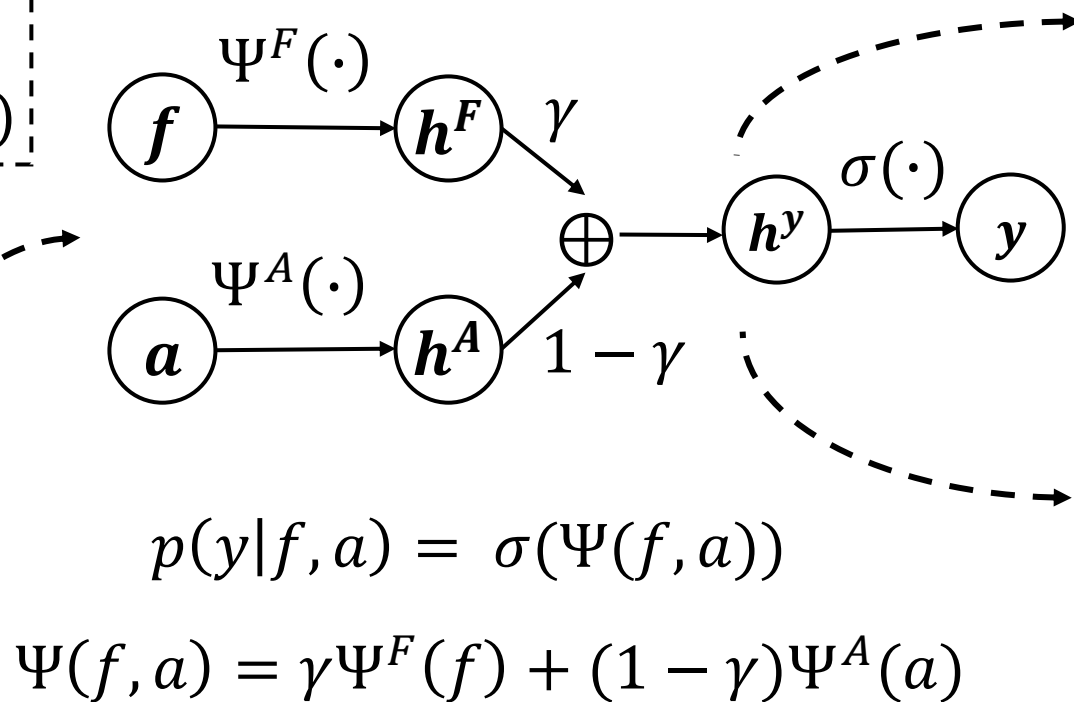 Ψ^F(·)
)
f
h^F
γ
σ(·)
h^y
y
Ψ^A(·)
a
h^A
1 − γ
p(y|f, a) = σ(Ψ(f, a))
Ψ(f, a) = γΨ^F(f) + (1 − γ)Ψ^A(a)